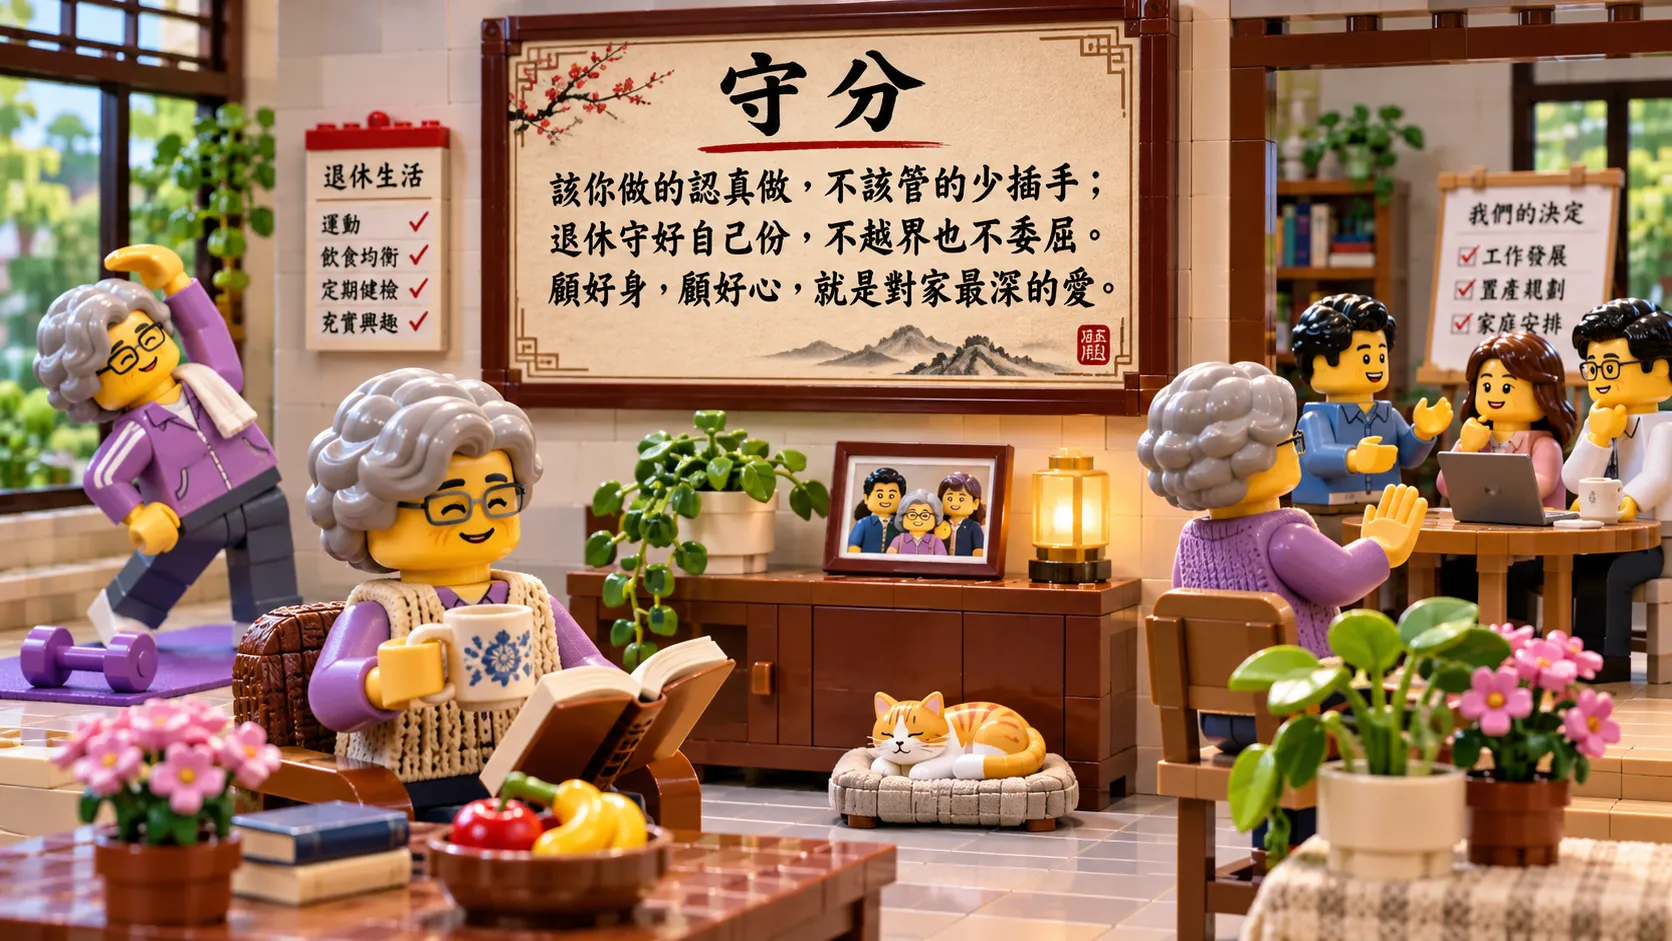 守分
該你做的認真做，不該管的少插手；
退休守好自己份，不越界也不委屈。
顧好身，顧好心，就是對家最深的愛。
退休生活
運動 ✓
飲食均衡 ✓
定期健檢 ✓
充實興趣 ✓
我們的決定
☑工作發展
☑置產規劃
☑家庭安排